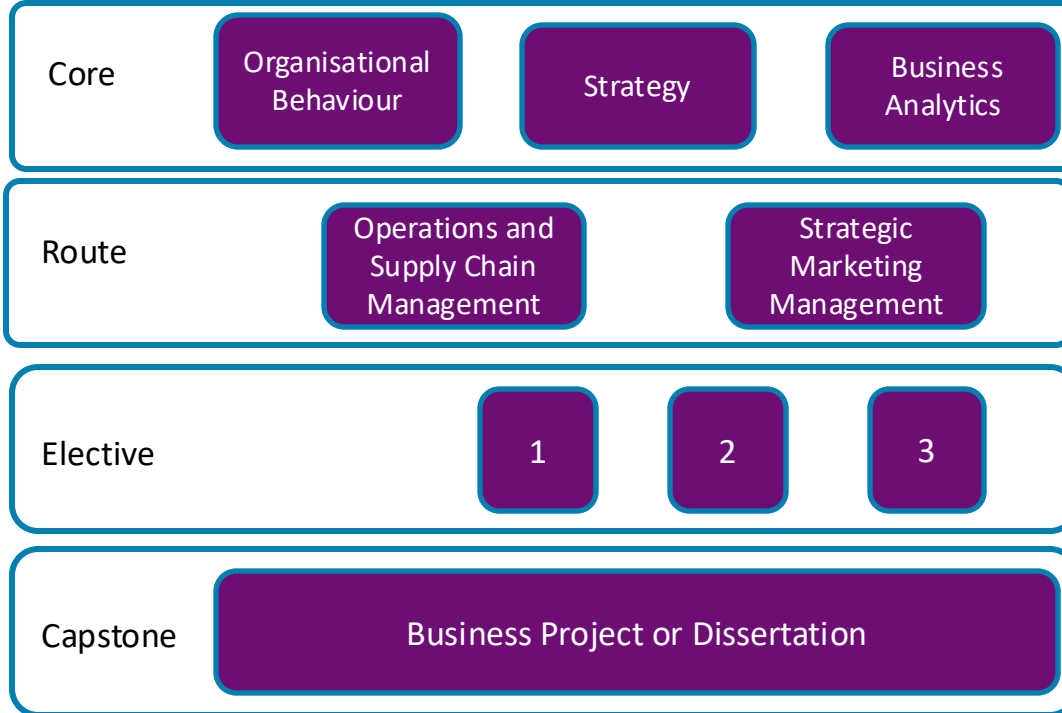 Core
Organisational
Behaviour
Strategy
Business
Analytics
Route
Operations and
Supply Chain
Management
Strategic
Marketing
Management
Elective
1
2
3
Capstone
Business Project or Dissertation